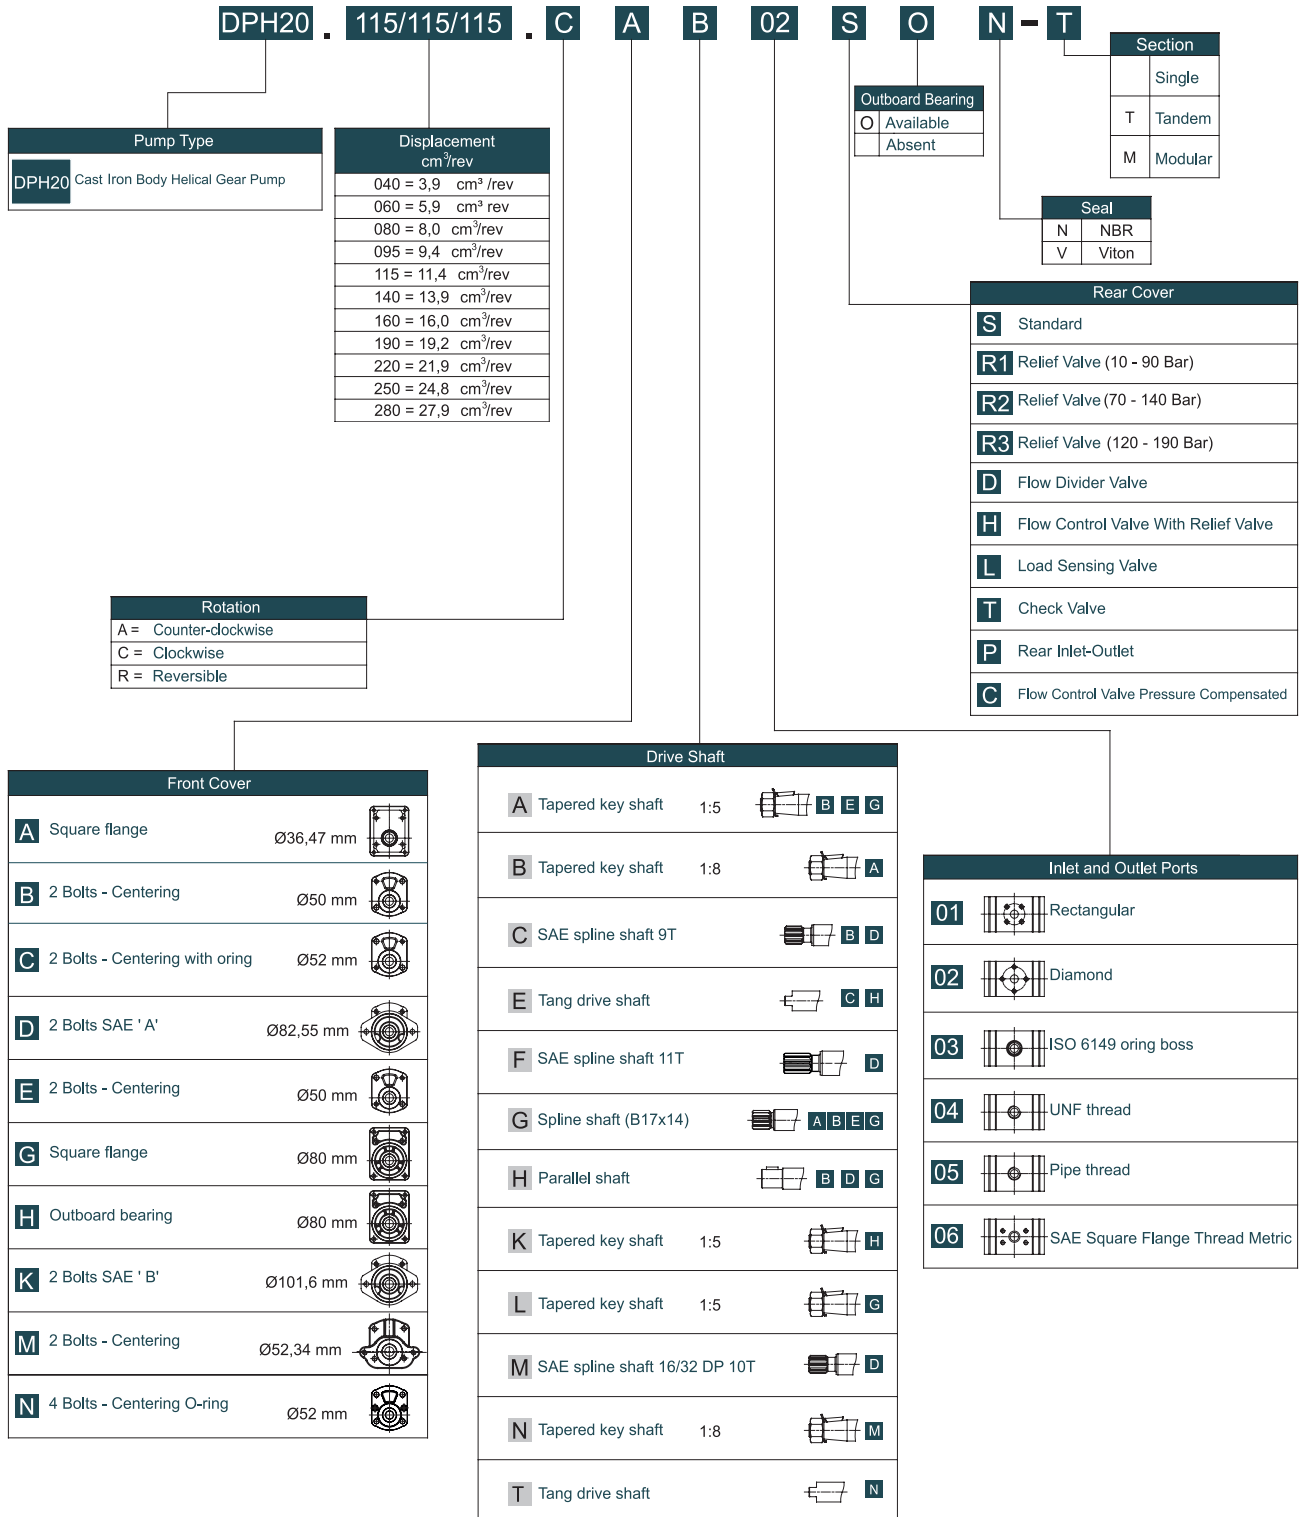 DPH20 . 115/115/115 . C A B 02 S O N - T
Section
Single
T Tandem
M Modular
Outboard Bearing
O Available
Absent
Pump Type
DPH20 Cast Iron Body Helical Gear Pump
Displacement
cm³/rev
040 = 3,9 cm³ /rev
060 = 5,9 cm³ rev
080 = 8,0 cm³/rev
095 = 9,4 cm³/rev
115 = 11,4 cm³/rev
140 = 13,9 cm³/rev
160 = 16,0 cm³/rev
190 = 19,2 cm³/rev
220 = 21,9 cm³/rev
250 = 24,8 cm³/rev
280 = 27,9 cm³/rev
Seal
N NBR
V Viton
Rear Cover
S Standard
R1 Relief Valve (10 - 90 Bar)
R2 Relief Valve (70 - 140 Bar)
R3 Relief Valve (120 - 190 Bar)
D Flow Divider Valve
H Flow Control Valve With Relief Valve
L Load Sensing Valve
T Check Valve
P Rear Inlet-Outlet
C Flow Control Valve Pressure Compensated
Rotation
A = Counter-clockwise
C = Clockwise
R = Reversible
Front Cover
A Square flange Ø36,47 mm
B 2 Bolts - Centering Ø50 mm
C 2 Bolts - Centering with oring Ø52 mm
D 2 Bolts SAE ' A' Ø82,55 mm
E 2 Bolts - Centering Ø50 mm
G Square flange Ø80 mm
H Outboard bearing Ø80 mm
K 2 Bolts SAE ' B' Ø101,6 mm
M 2 Bolts - Centering Ø52,34 mm
N 4 Bolts - Centering O-ring Ø52 mm
Drive Shaft
A Tapered key shaft 1:5 B E G
B Tapered key shaft 1:8 A
C SAE spline shaft 9T B D
E Tang drive shaft C H
F SAE spline shaft 11T D
G Spline shaft (B17x14) A B E G
H Parallel shaft B D G
K Tapered key shaft 1:5 H
L Tapered key shaft 1:5 G
M SAE spline shaft 16/32 DP 10T D
N Tapered key shaft 1:8 M
T Tang drive shaft N
Inlet and Outlet Ports
01 Rectangular
02 Diamond
03 ISO 6149 oring boss
04 UNF thread
05 Pipe thread
06 SAE Square Flange Thread Metric